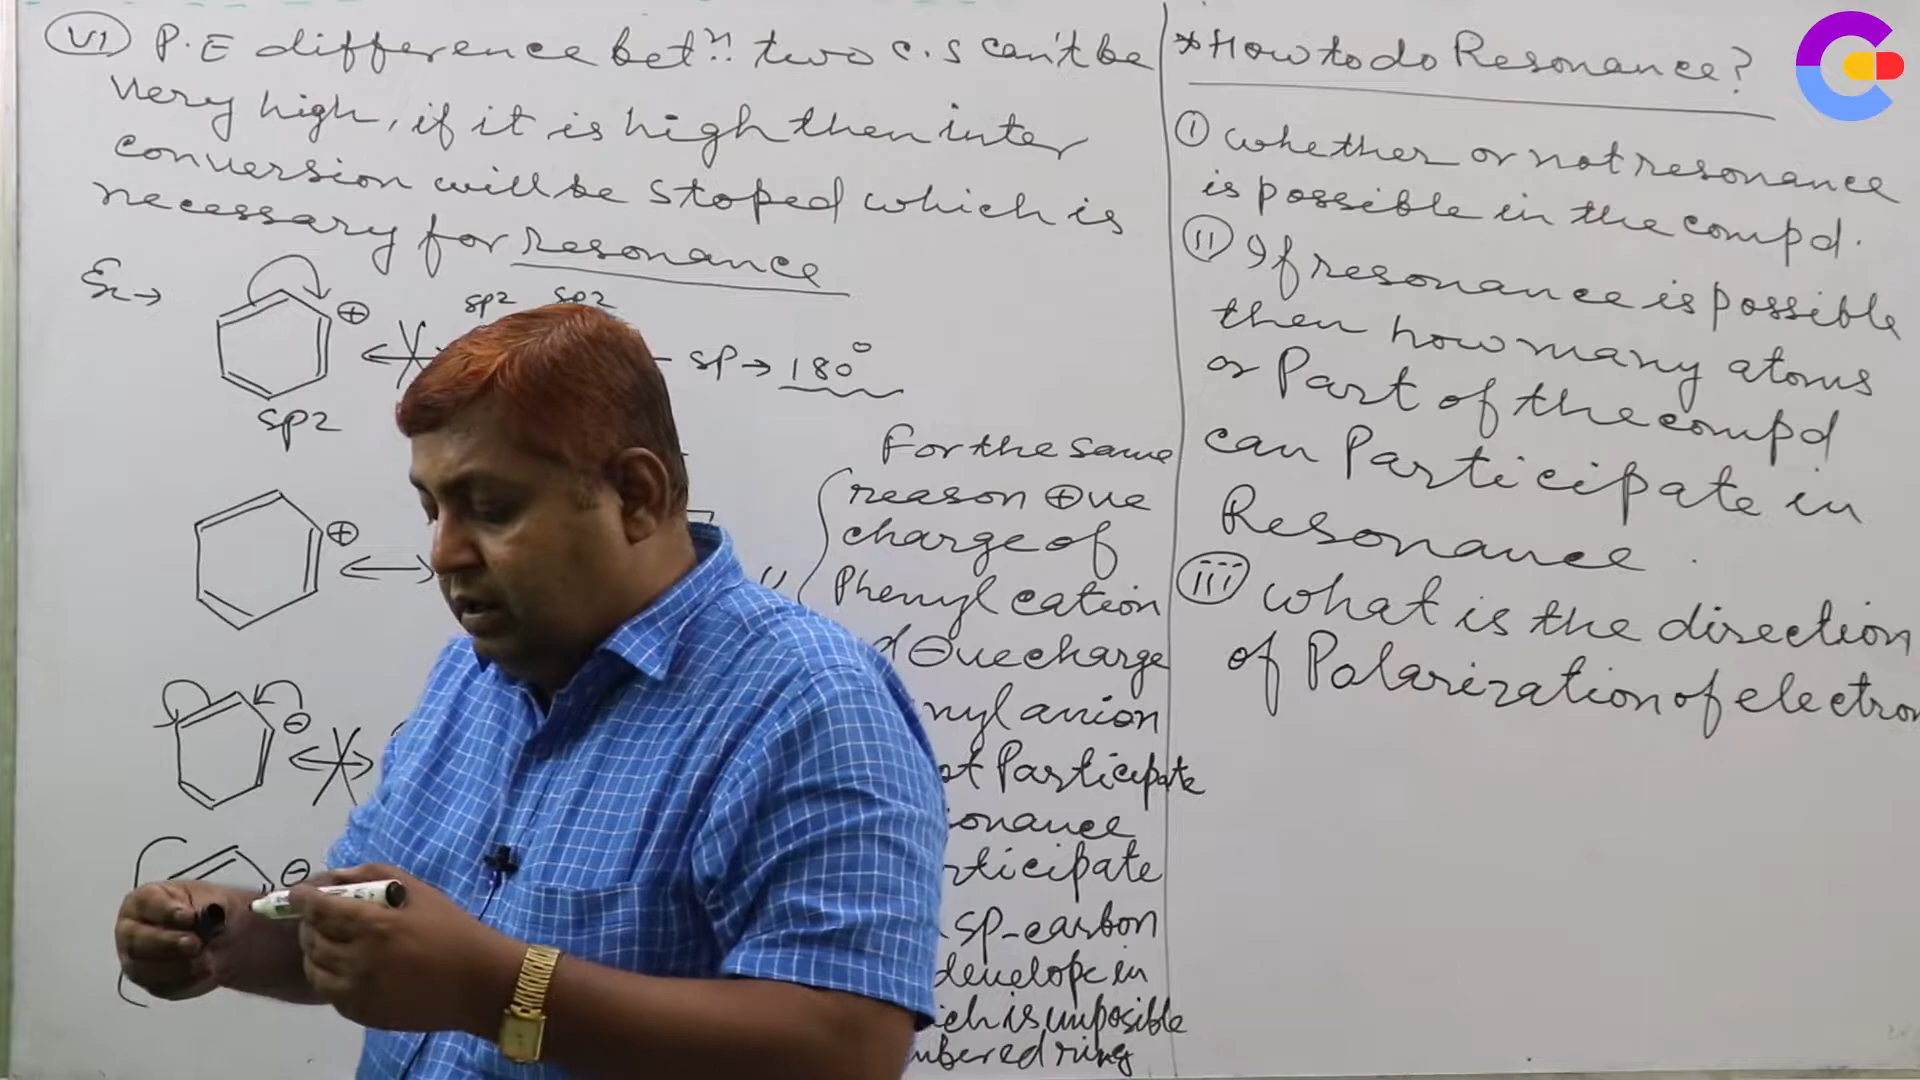 VI P.E difference betⁿ two c.s can't be
very high, if it is high then inter
conversion will be stoped which is
necessary for resonance
Ex→
⊕
sp2 sp2
sp → 180°
sp2
⊕
⊖
⊖
For the same
reason ⊕ve
charge of
Phenyl cation
⊖ve charge
anion
Participate
sp-carbon
develope in
is imposible
ring
*How to do Resonance?
I whether or not resonance
is possible in the compd.
II If resonance is possible
then how many atoms
or Part of the compd
can Participate in
Resonance.
iii what is the direction
of Polarization of electron